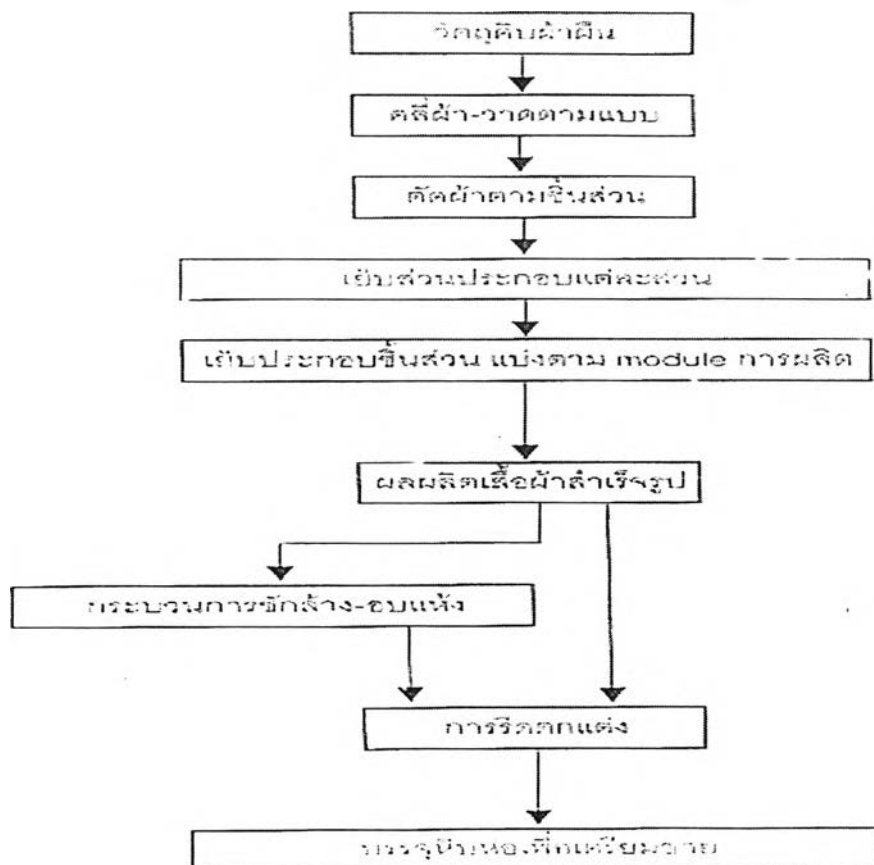 วัตถุดิบผ้าผืน
คลี่ผ้า-วาดตามแบบ
ตัดผ้าตามชิ้นส่วน
เย็บส่วนประกอบแต่ละส่วน
เย็บประกอบชิ้นส่วน แบ่งตาม module การผลิต
ผลผลิตเสื้อผ้าสำเร็จรูป
กระบวนการซักล้าง-อบแห้ง
การรีดตกแต่ง
บรรจุหีบห่อเพื่อเตรียมขาย